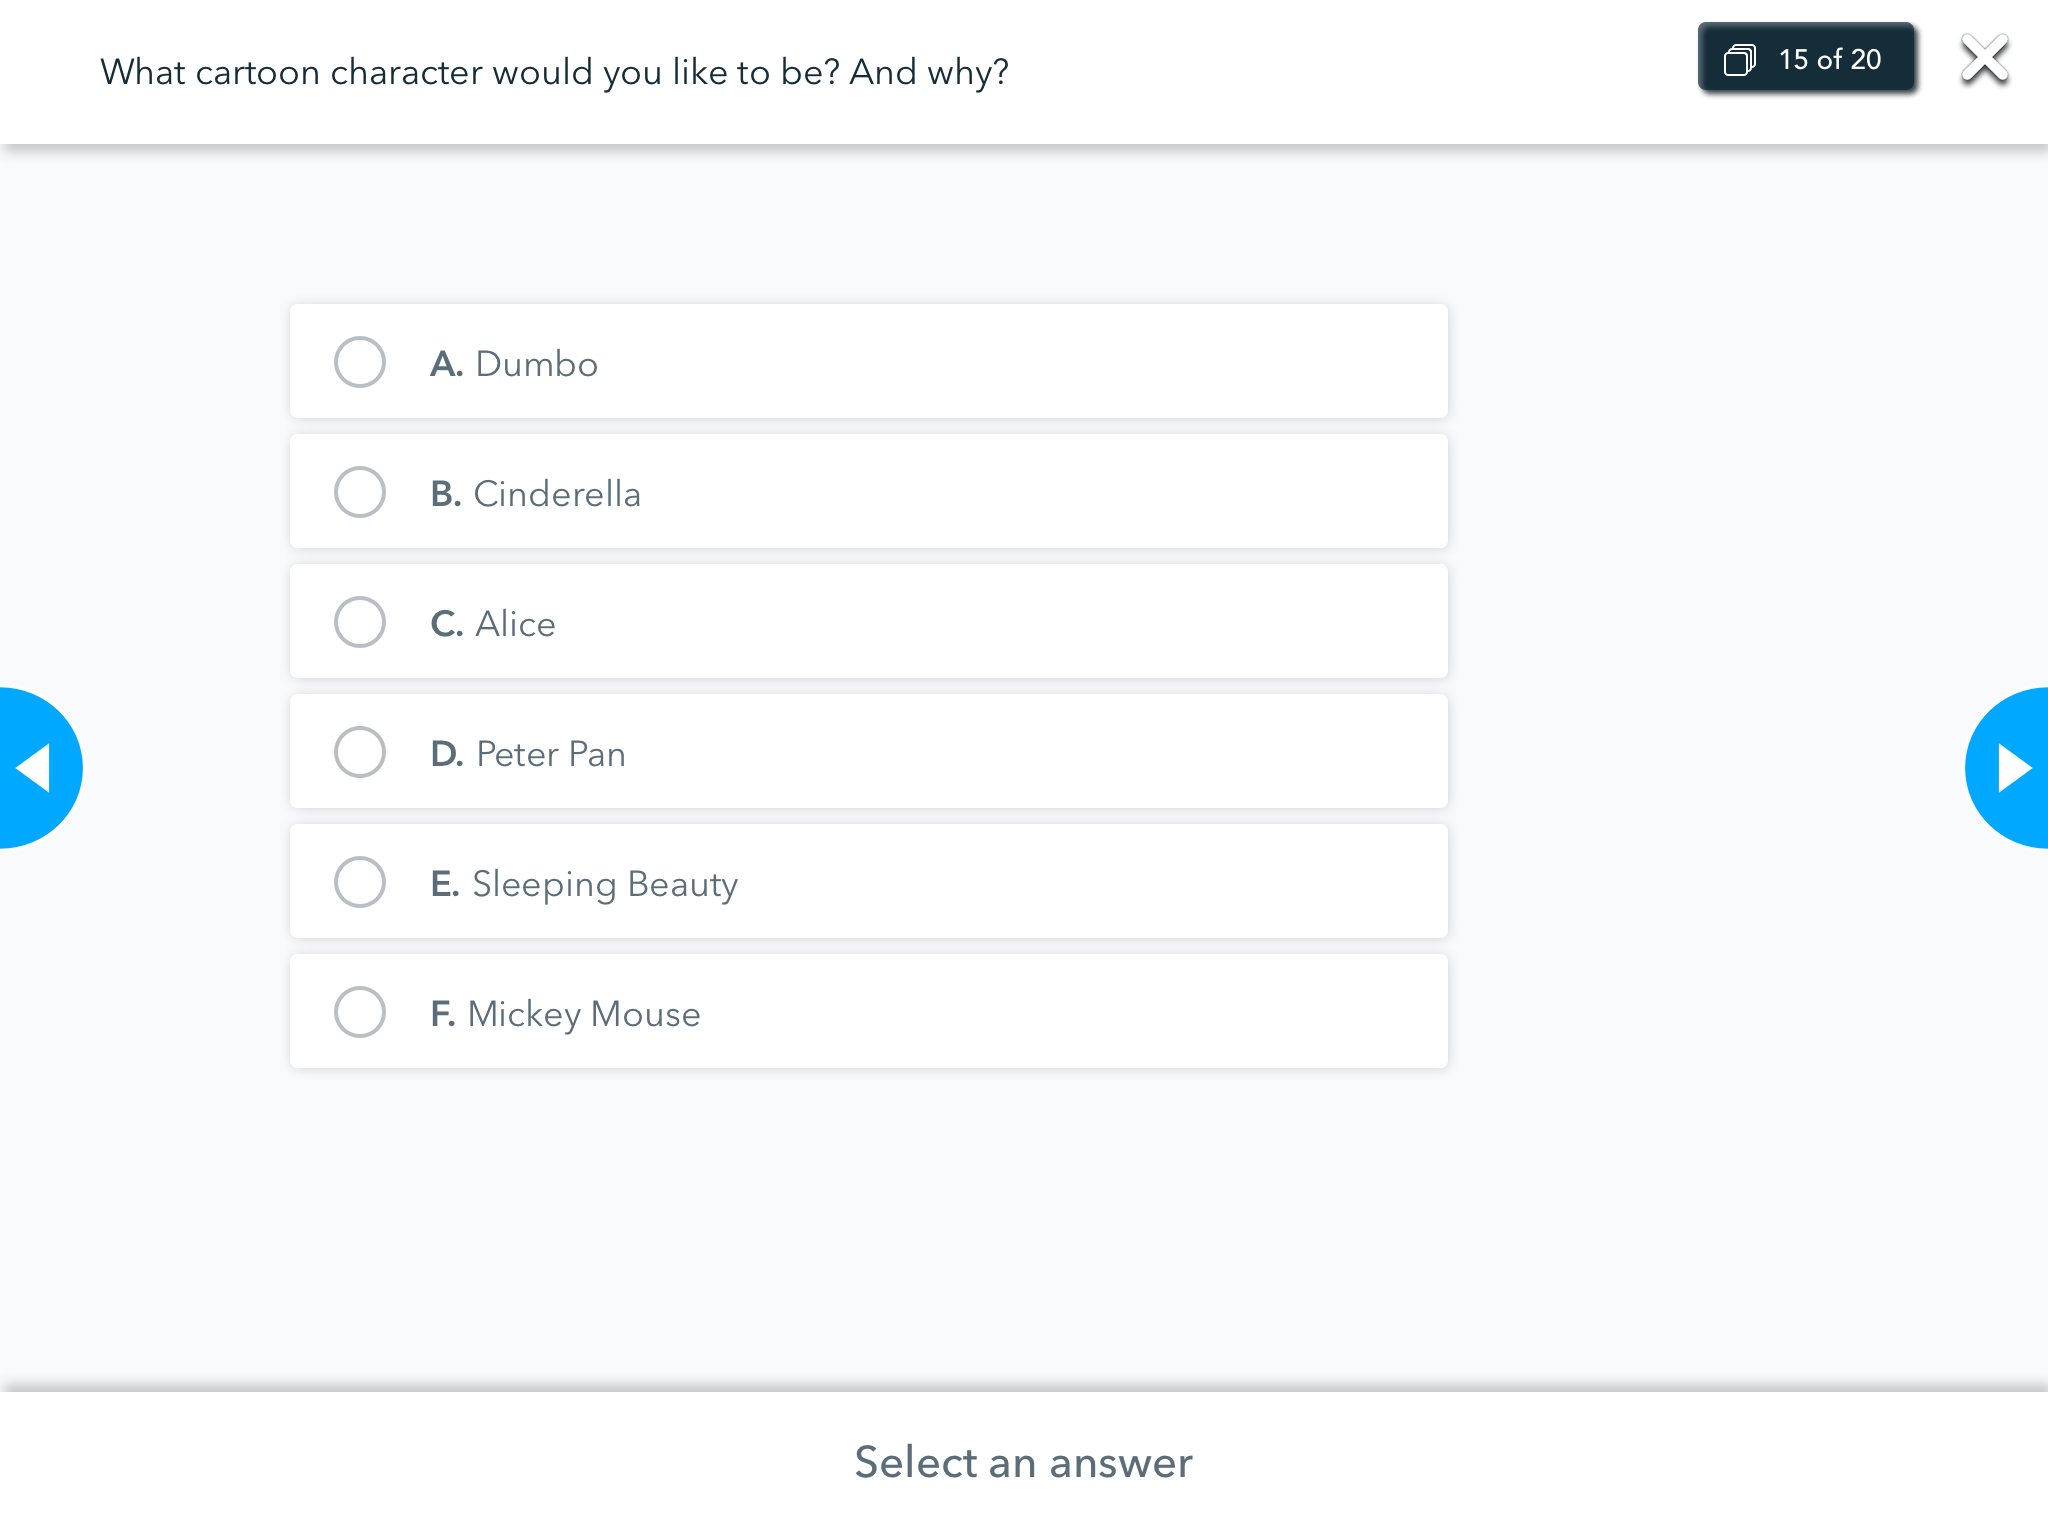 What cartoon character would you like to be? And why?
15 of 20
A. Dumbo
B. Cinderella
C. Alice
D. Peter Pan
E. Sleeping Beauty
F. Mickey Mouse
Select an answer